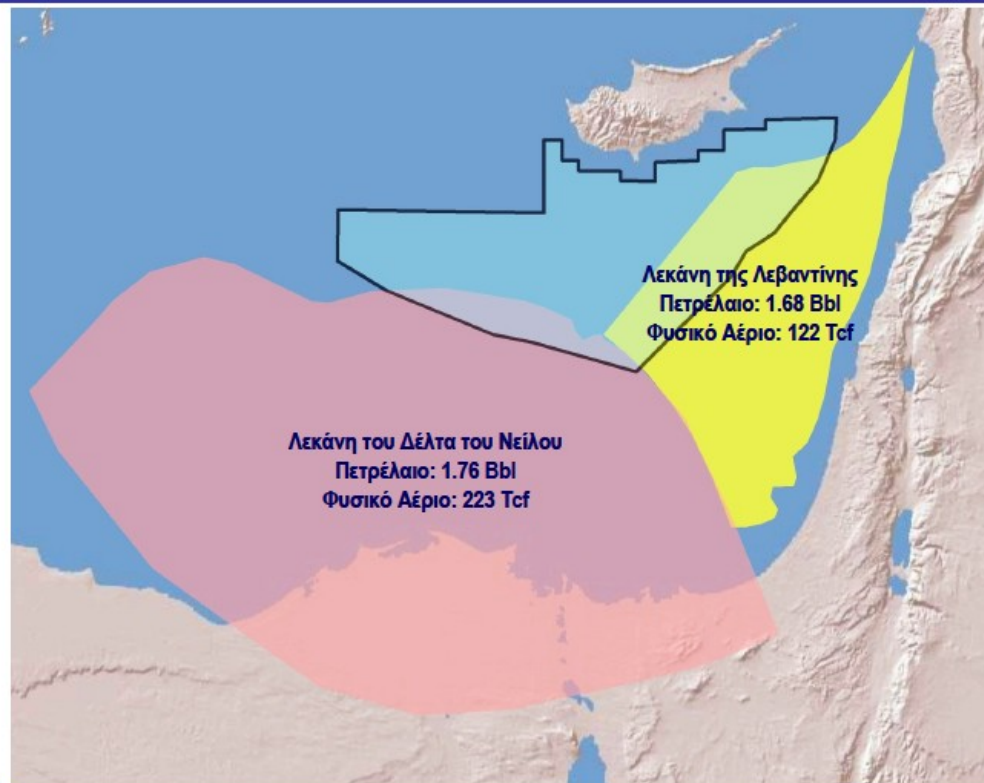 Λεκάνη της Λεβαντίνης
Πετρέλαιο: 1.68 Bbl
Φυσικό Αέριο: 122 Tcf
Λεκάνη του Δέλτα του Νείλου
Πετρέλαιο: 1.76 Bbl
Φυσικό Αέριο: 223 Tcf